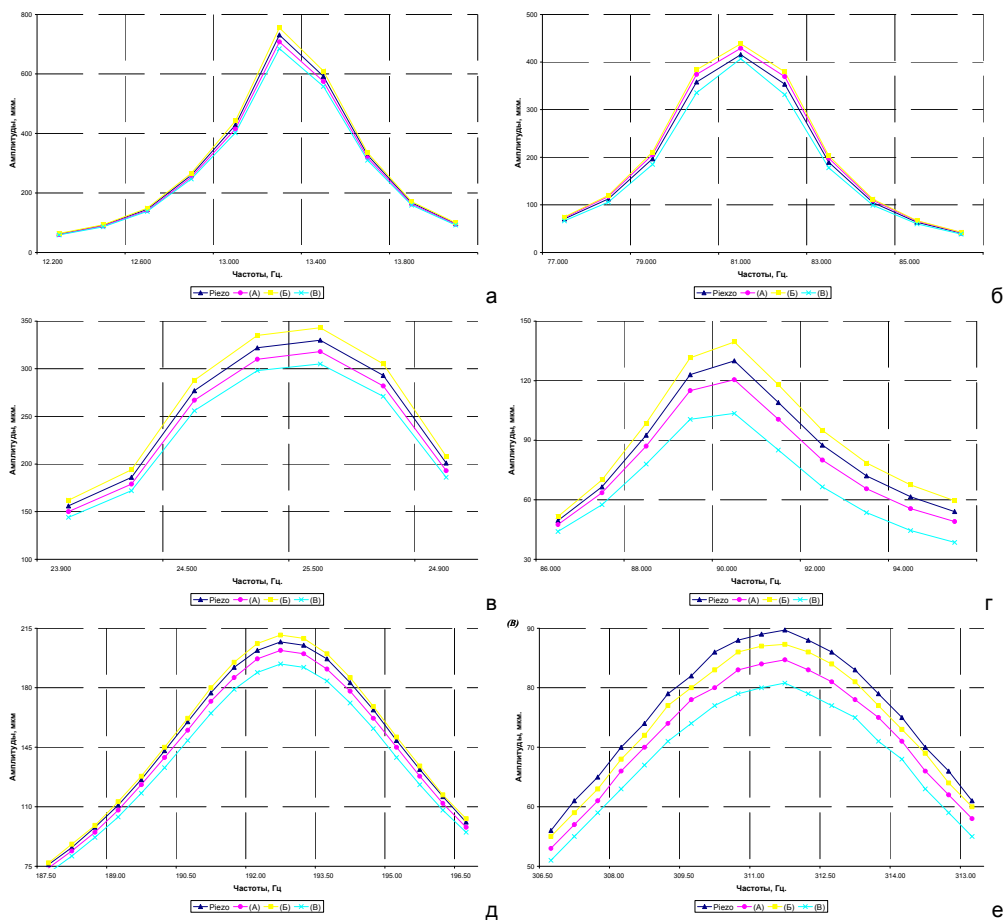 Амплитуды, мкм.
800
600
400
200
0
12.200 12.600 13.000 13.400 13.800
Частоты, Гц.
Piezo (А) (Б) (В)
а
Амплитуды, мкм.
500
400
300
200
100
0
77.000 79.000 81.000 83.000 85.000
Частоты, Гц.
Piexzo (А) (Б) (В)
б
Амплитуды, мкм.
350
300
250
200
150
100
23.900 24.500 25.600 24.900
Частоты, Гц.
Piezo (А) (Б) (В)
в
Амплитуды, мкм.
150
120
90
60
30
86.000 88.000 90.000 92.000 94.000
Частоты, Гц.
Piezo (А) (Б) (В)
г
Амплитуды, мкм
215
180
145
110
75
187.50 189.00 190.50 192.00 193.50 195.00 196.50
Частоты, Гц
Piezo (А) (Б) (В)
д
(В)
Амплитуды, мкм.
90
80
70
60
50
306.50 308.00 309.50 311.00 312.50 314.00 313.00
Частоты, Гц.
Piezo (А) (Б) (В)
е